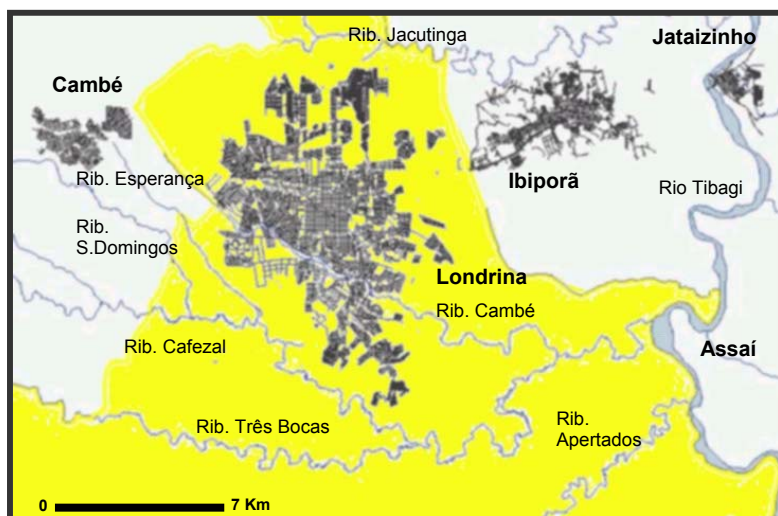 Rib. Jacutinga
Jataizinho
Cambé
Rib. Esperança
Ibiporã
Rio Tibagi
Rib.
S.Domingos
Londrina
Rib. Cambé
Rib. Cafezal
Assaí
Rib. Três Bocas
Rib.
Apertados
0 7 Km